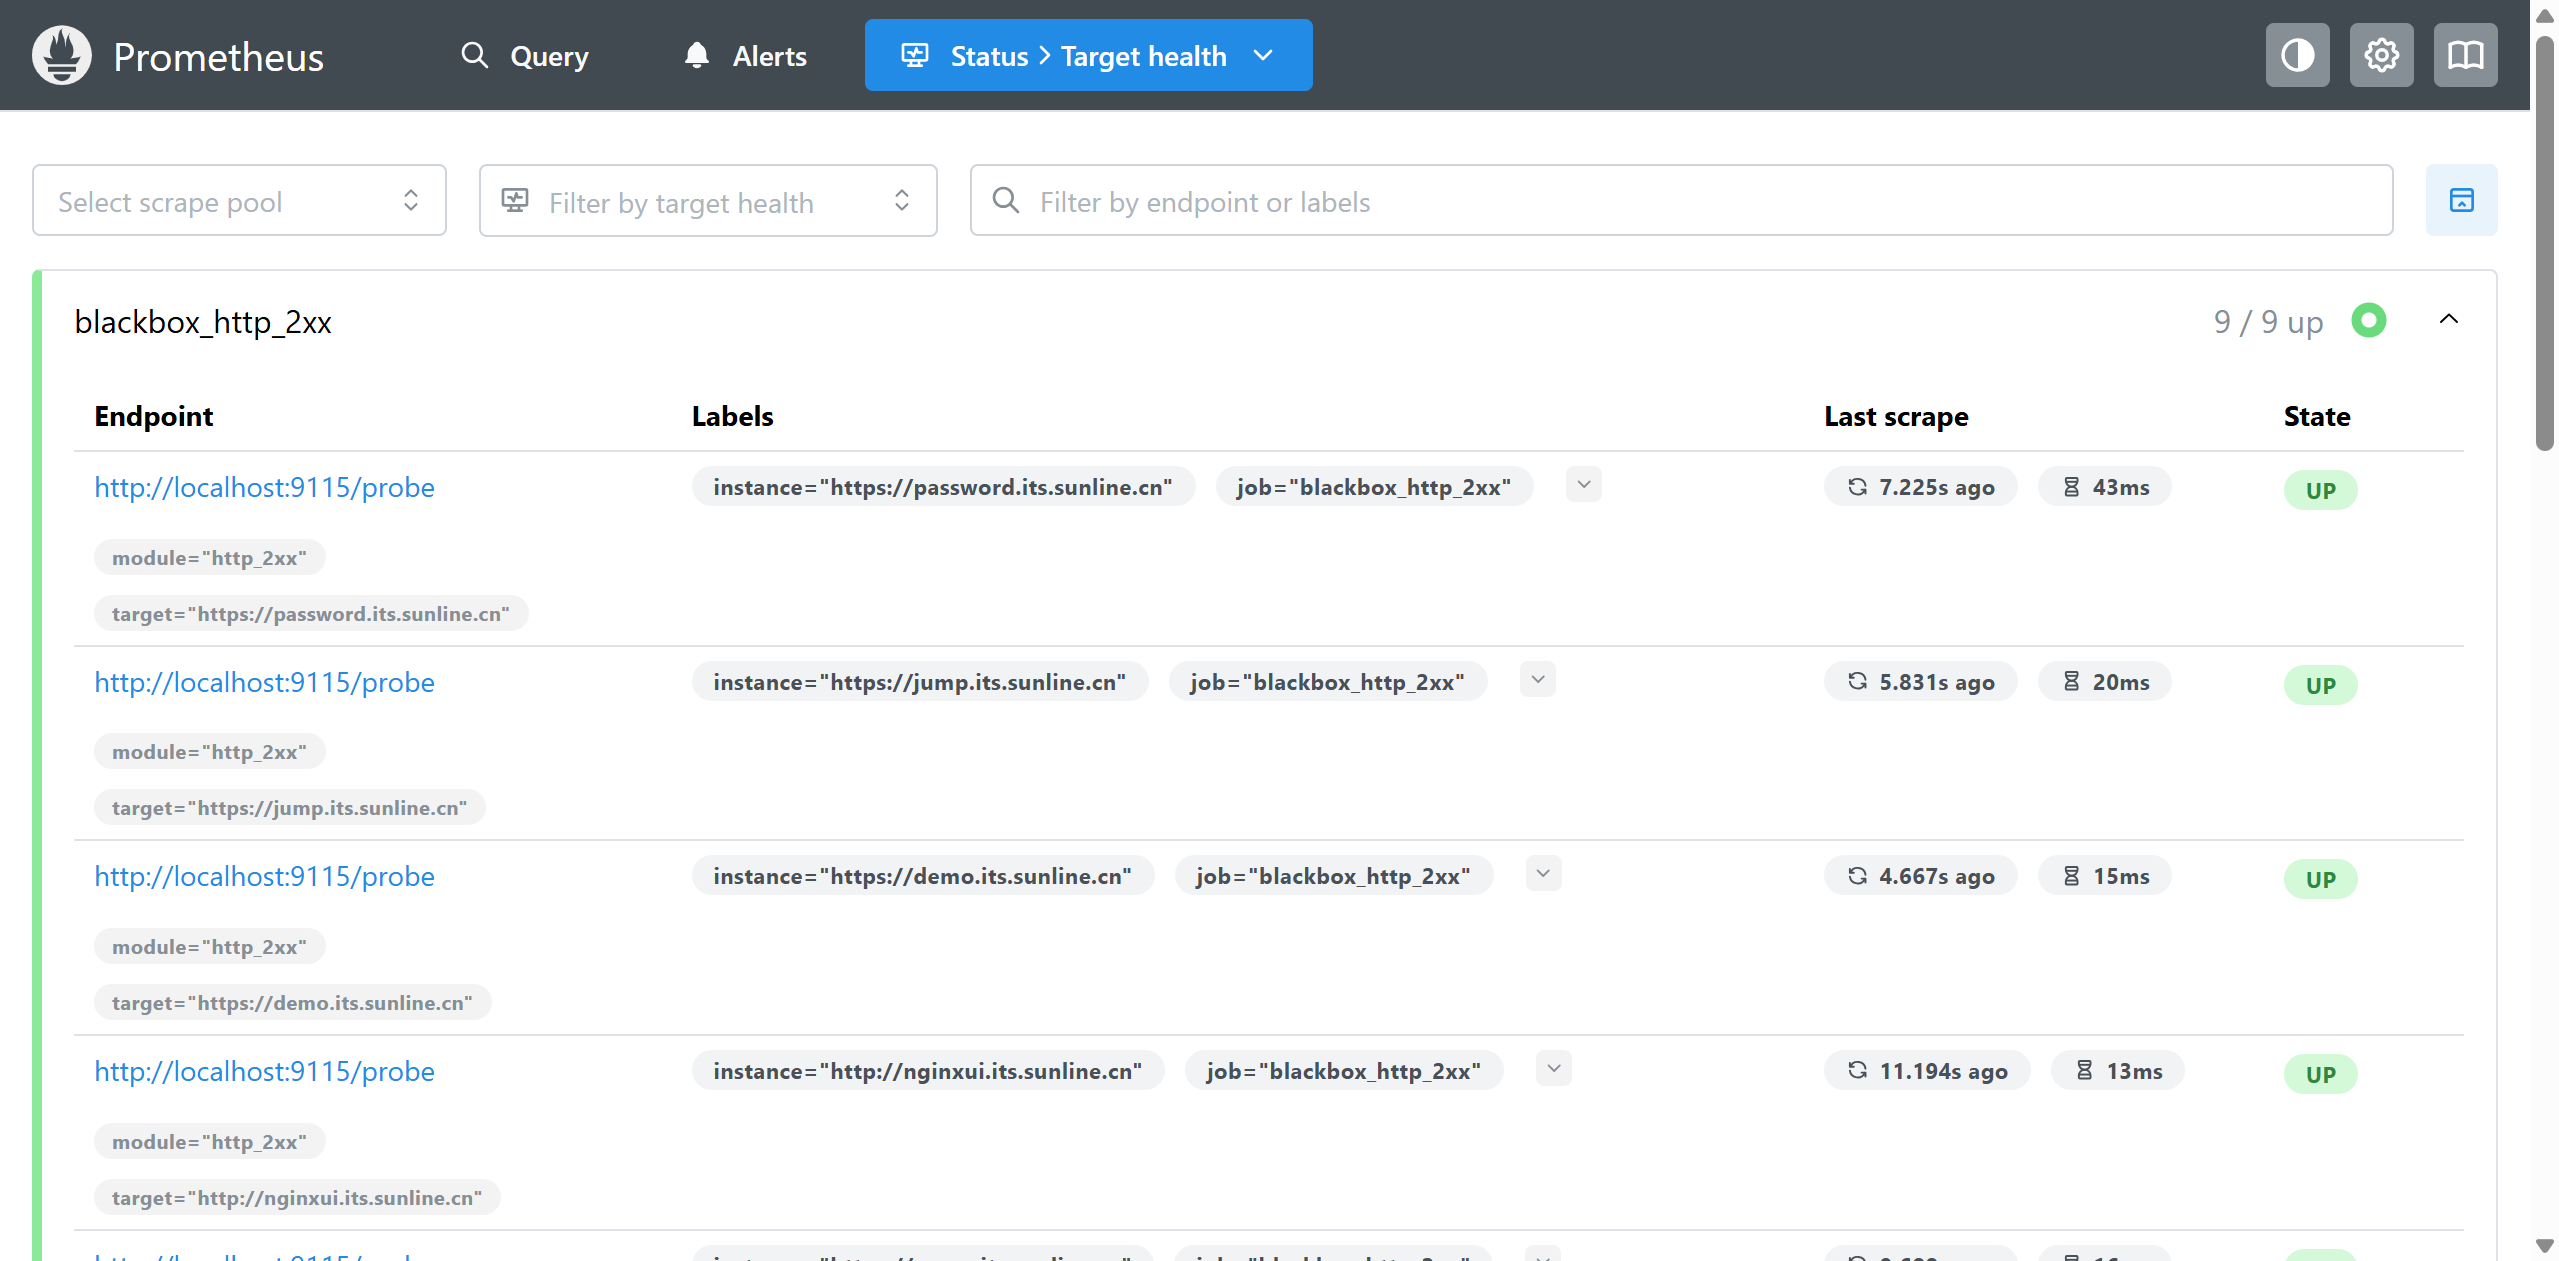 Prometheus Query Alerts Status > Target health
Select scrape pool Filter by target health Filter by endpoint or labels
blackbox_http_2xx 9 / 9 up
Endpoint Labels Last scrape State
http://localhost:9115/probe instance="https://password.its.sunline.cn" job="blackbox_http_2xx" 7.225s ago 43ms UP
module="http_2xx"
target="https://password.its.sunline.cn"
http://localhost:9115/probe instance="https://jump.its.sunline.cn" job="blackbox_http_2xx" 5.831s ago 20ms UP
module="http_2xx"
target="https://jump.its.sunline.cn"
http://localhost:9115/probe instance="https://demo.its.sunline.cn" job="blackbox_http_2xx" 4.667s ago 15ms UP
module="http_2xx"
target="https://demo.its.sunline.cn"
http://localhost:9115/probe instance="http://nginxui.its.sunline.cn" job="blackbox_http_2xx" 11.194s ago 13ms UP
module="http_2xx"
target="http://nginxui.its.sunline.cn"